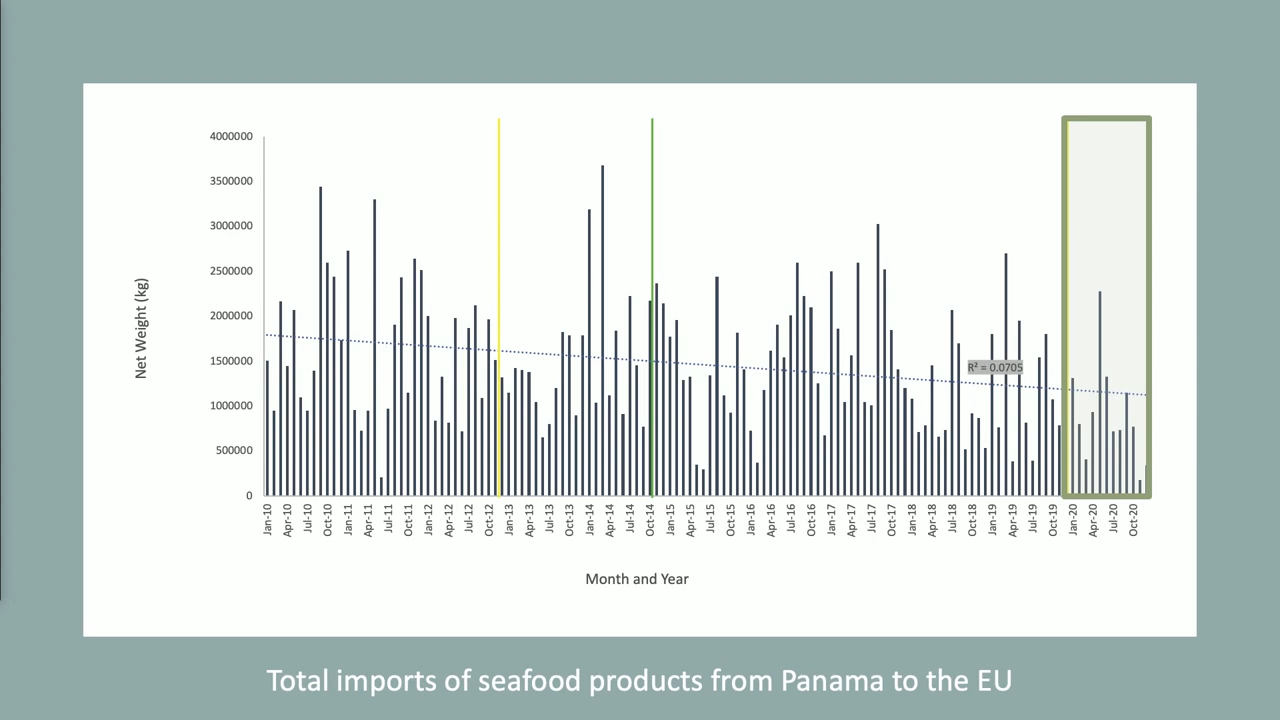 4000000
3500000
3000000
2500000
2000000
1500000
1000000
500000
0
Net Weight (kg)
R² = 0.0705
Jan-10
Apr-10
Jul-10
Oct-10
Jan-11
Apr-11
Jul-11
Oct-11
Jan-12
Apr-12
Jul-12
Oct-12
Jan-13
Apr-13
Jul-13
Oct-13
Jan-14
Apr-14
Jul-14
Oct-14
Jan-15
Apr-15
Jul-15
Oct-15
Jan-16
Apr-16
Jul-16
Oct-16
Jan-17
Apr-17
Jul-17
Oct-17
Jan-18
Apr-18
Jul-18
Oct-18
Jan-19
Apr-19
Jul-19
Oct-19
Jan-20
Apr-20
Jul-20
Oct-20
Month and Year
Total imports of seafood products from Panama to the EU